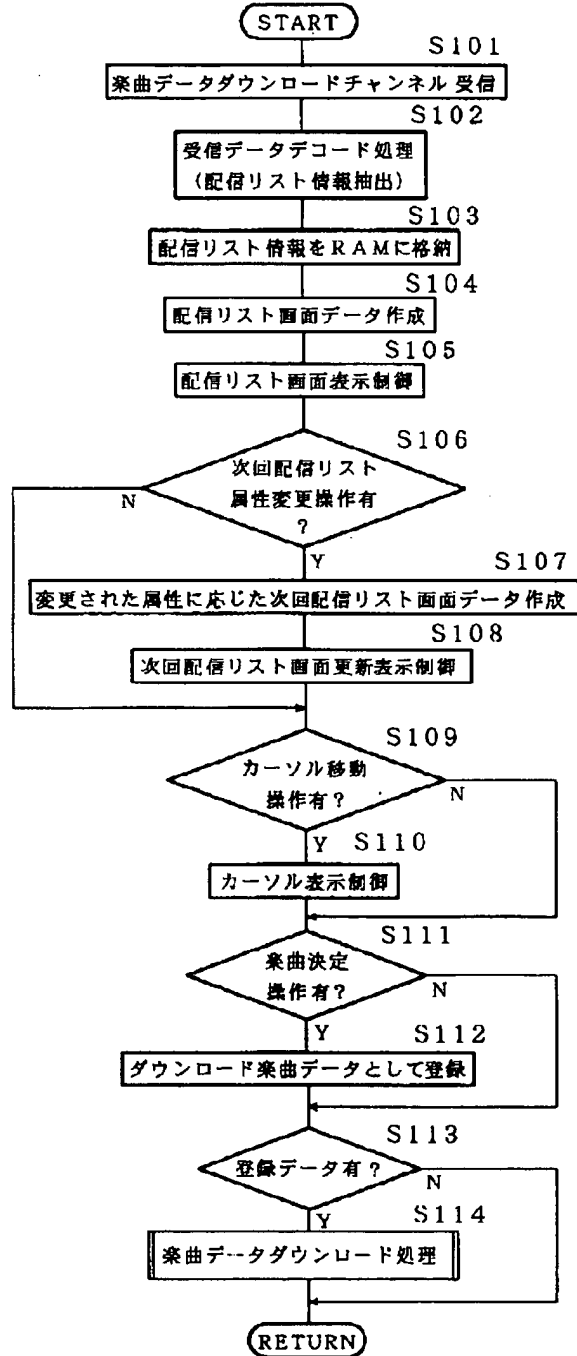 START
S101
楽曲データダウンロードチャンネル受信
S102
受信データデコード処理
(配信リスト情報抽出)
S103
配信リスト情報をRAMに格納
S104
配信リスト画面データ作成
S105
配信リスト画面表示制御
S106
次回配信リスト
属性変更操作有
?
N
Y
S107
変更された属性に応じた次回配信リスト画面データ作成
S108
次回配信リスト画面更新表示制御
S109
カーソル移動
操作有?
N
Y
S110
カーソル表示制御
S111
楽曲決定
操作有?
N
Y
S112
ダウンロード楽曲データとして登録
S113
登録データ有?
N
Y
S114
楽曲データダウンロード処理
RETURN